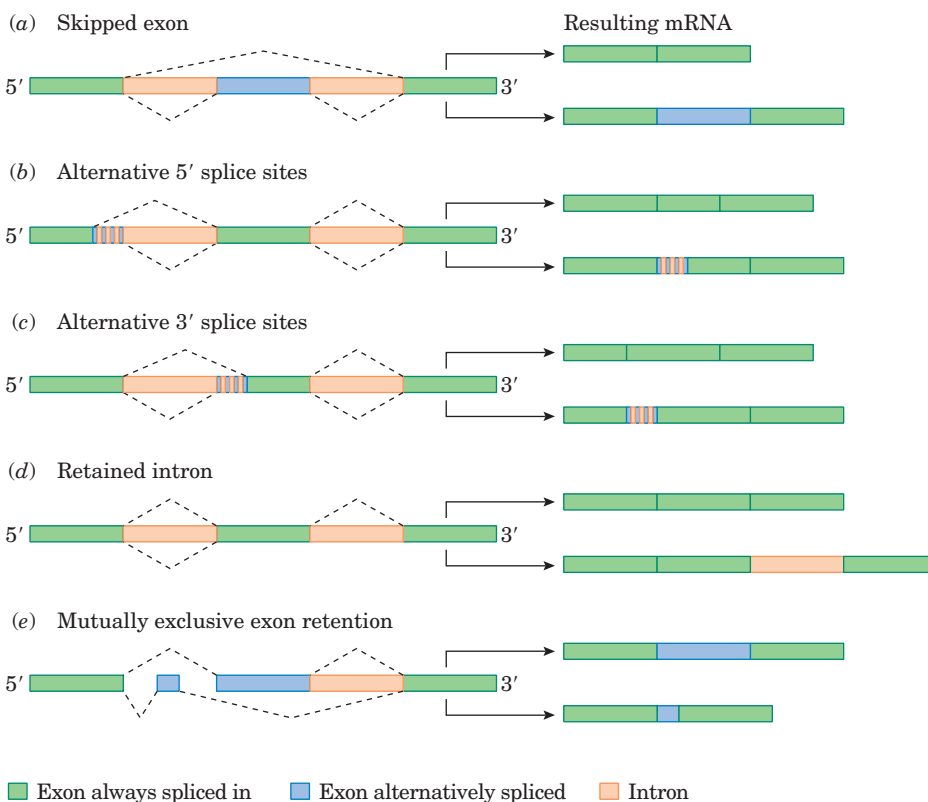 (a) Skipped exon
Resulting mRNA
5′ 3′
(b) Alternative 5′ splice sites
5′ 3′
(c) Alternative 3′ splice sites
5′ 3′
(d) Retained intron
5′ 3′
(e) Mutually exclusive exon retention
5′ 3′
Exon always spliced in Exon alternatively spliced Intron